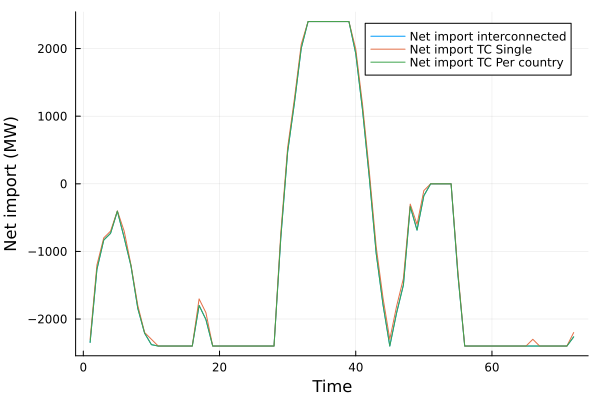 Net import interconnected
Net import TC Single
Net import TC Per country
2000
1000
0
−1000
−2000
Net import (MW)
0
20
40
60
Time